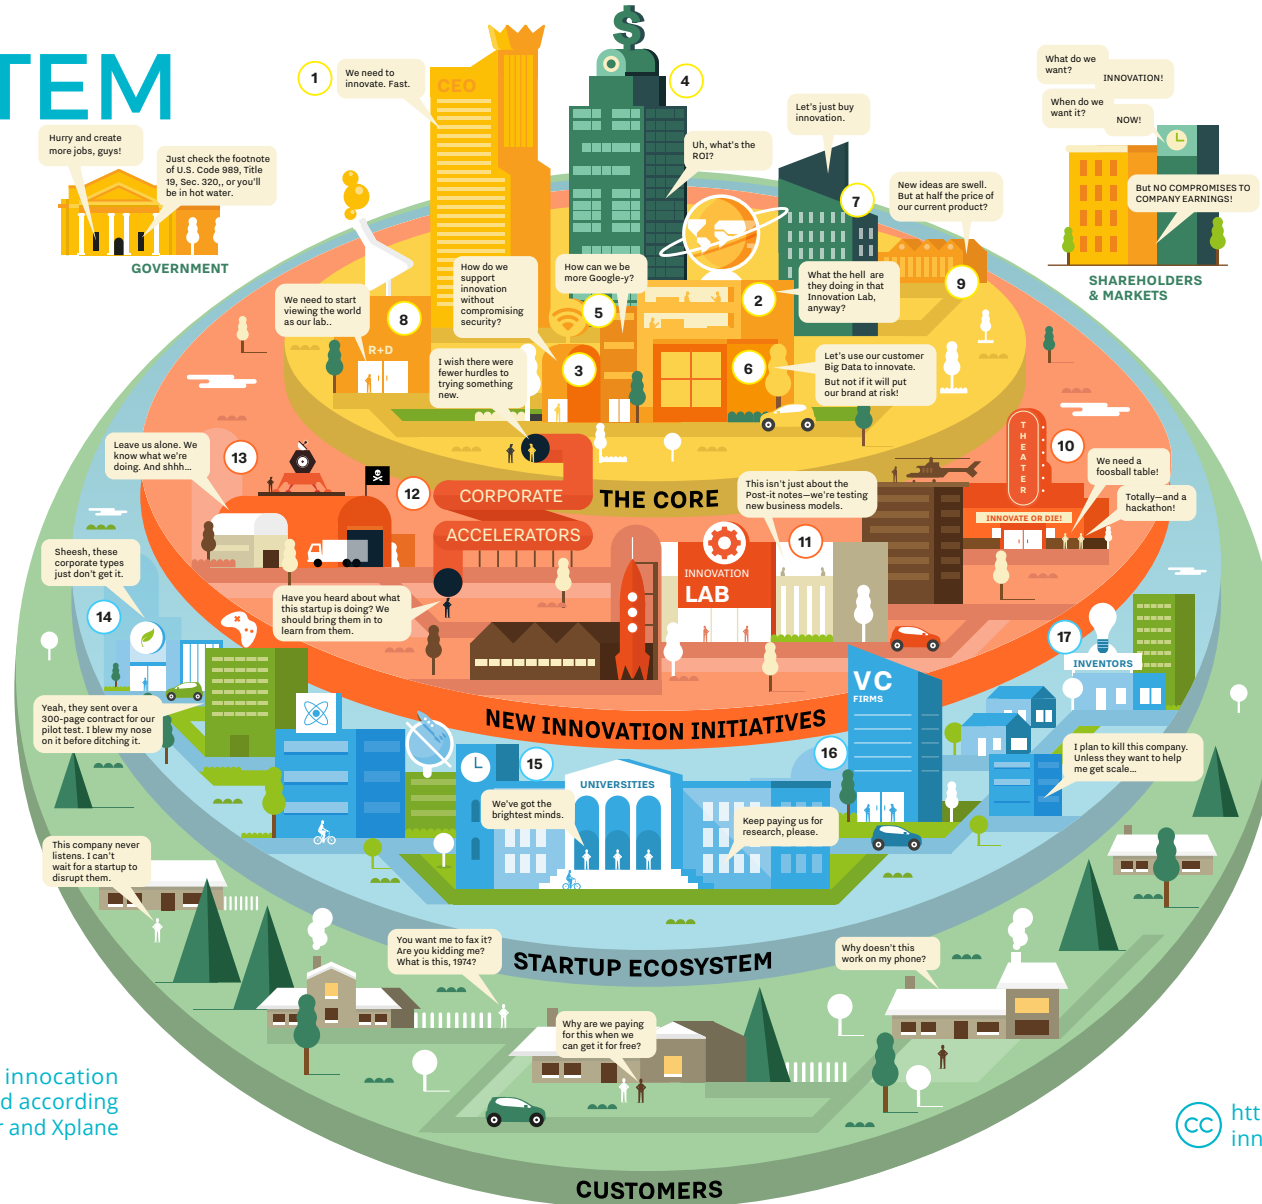 TEM
1
We need to
innovate. Fast.
CEO
$
4
Uh, what's the
ROI?
Let's just buy
innovation.
7
What do we
want?
INNOVATION!
When do we
want it?
NOW!
But NO COMPROMISES TO
COMPANY EARNINGS!
SHAREHOLDERS
& MARKETS
Hurry and create
more jobs, guys!
Just check the footnote
of U.S. Code 989, Title
19, Sec. 320,, or you'll
be in hot water.
GOVERNMENT
New ideas are swell.
But at half the price of
our current product?
9
How do we
support
innovation
without
compromising
security?
How can we be
more Google-y?
5
What the hell are
they doing in that
Innovation Lab,
anyway?
2
We need to start
viewing the world
as our lab..
8
R+D
I wish there were
fewer hurdles to
trying something
new.
3
6
Let's use our customer
Big Data to innovate.
But not if it will put
our brand at risk!
THE CORE
Leave us alone. We
know what we're
doing. And shhh...
13
12
CORPORATE
ACCELERATORS
This isn't just about the
Post-it notes—we're testing
new business models.
11
INNOVATION
LAB
THEATER
10
We need a
foosball table!
Totally—and a
hackathon!
INNOVATE OR DIE!
Have you heard about what
this startup is doing? We
should bring them in to
learn from them.
NEW INNOVATION INITIATIVES
Sheesh, these
corporate types
just don't get it.
14
Yeah, they sent over a
300-page contract for our
pilot test. I blew my nose
on it before ditching it.
15
UNIVERSITIES
We've got the
brightest minds.
Keep paying us for
research, please.
16
VC
FIRMS
17
INVENTORS
I plan to kill this company.
Unless they want to help
me get scale...
STARTUP ECOSYSTEM
This company never
listens. I can't
wait for a startup to
disrupt them.
You want me to fax it?
Are you kidding me?
What is this, 1974?
Why are we paying
for this when we
can get it for free?
Why doesn't this
work on my phone?
CUSTOMERS
innocation
d according
r and Xplane
CC
htt
inn